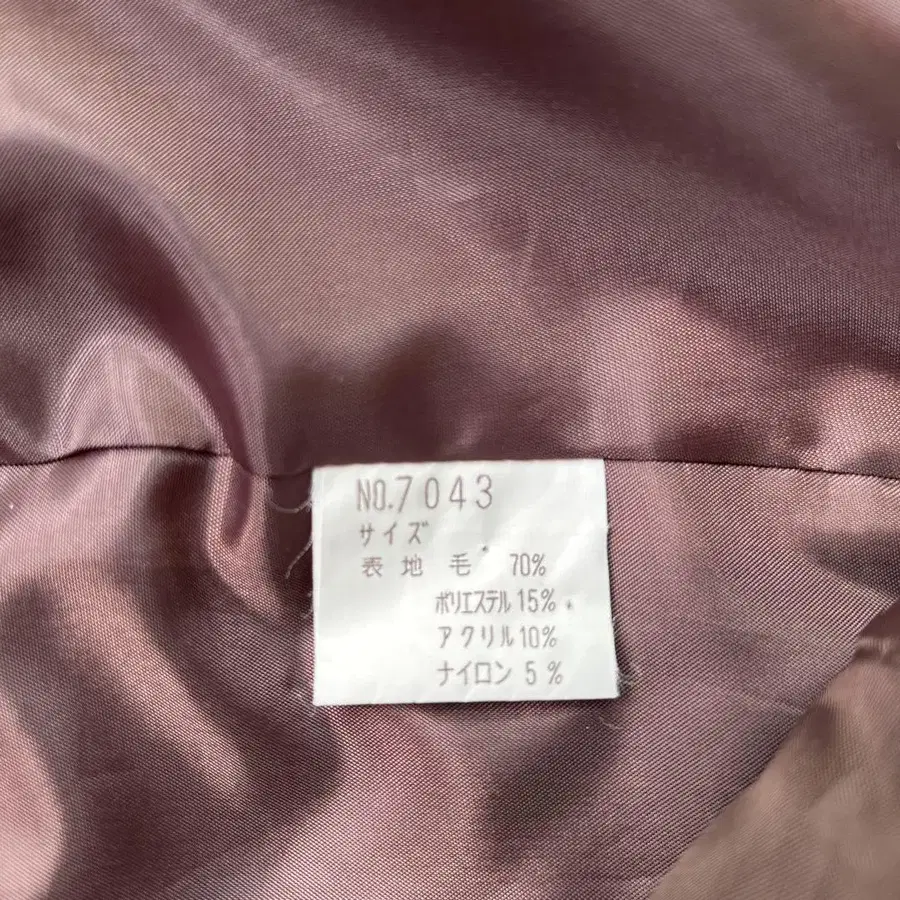 NO.7043
サイズ
表地 毛 70%
ポリエステル 15%
アクリル 10%
ナイロン 5%